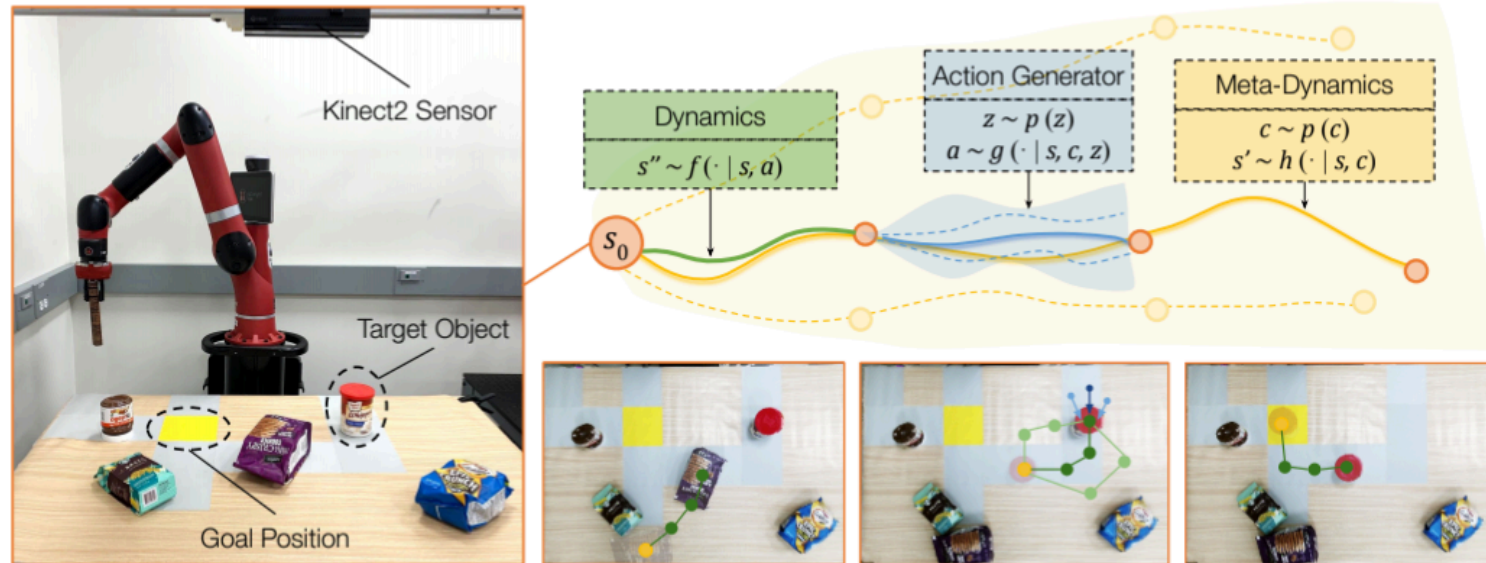 Kinect2 Sensor
Target Object
Goal Position
Dynamics
s″ ~ f (· | s, a)
Action Generator
z ~ p (z)
a ~ g (· | s, c, z)
Meta-Dynamics
c ~ p (c)
s′ ~ h (· | s, c)
s₀